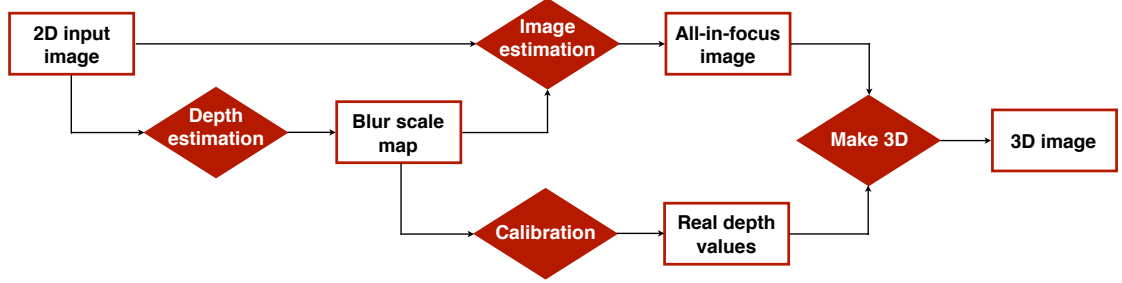 2D input
image
Image
estimation
All-in-focus
image
Depth
estimation
Blur scale
map
Make 3D
3D image
Calibration
Real depth
values